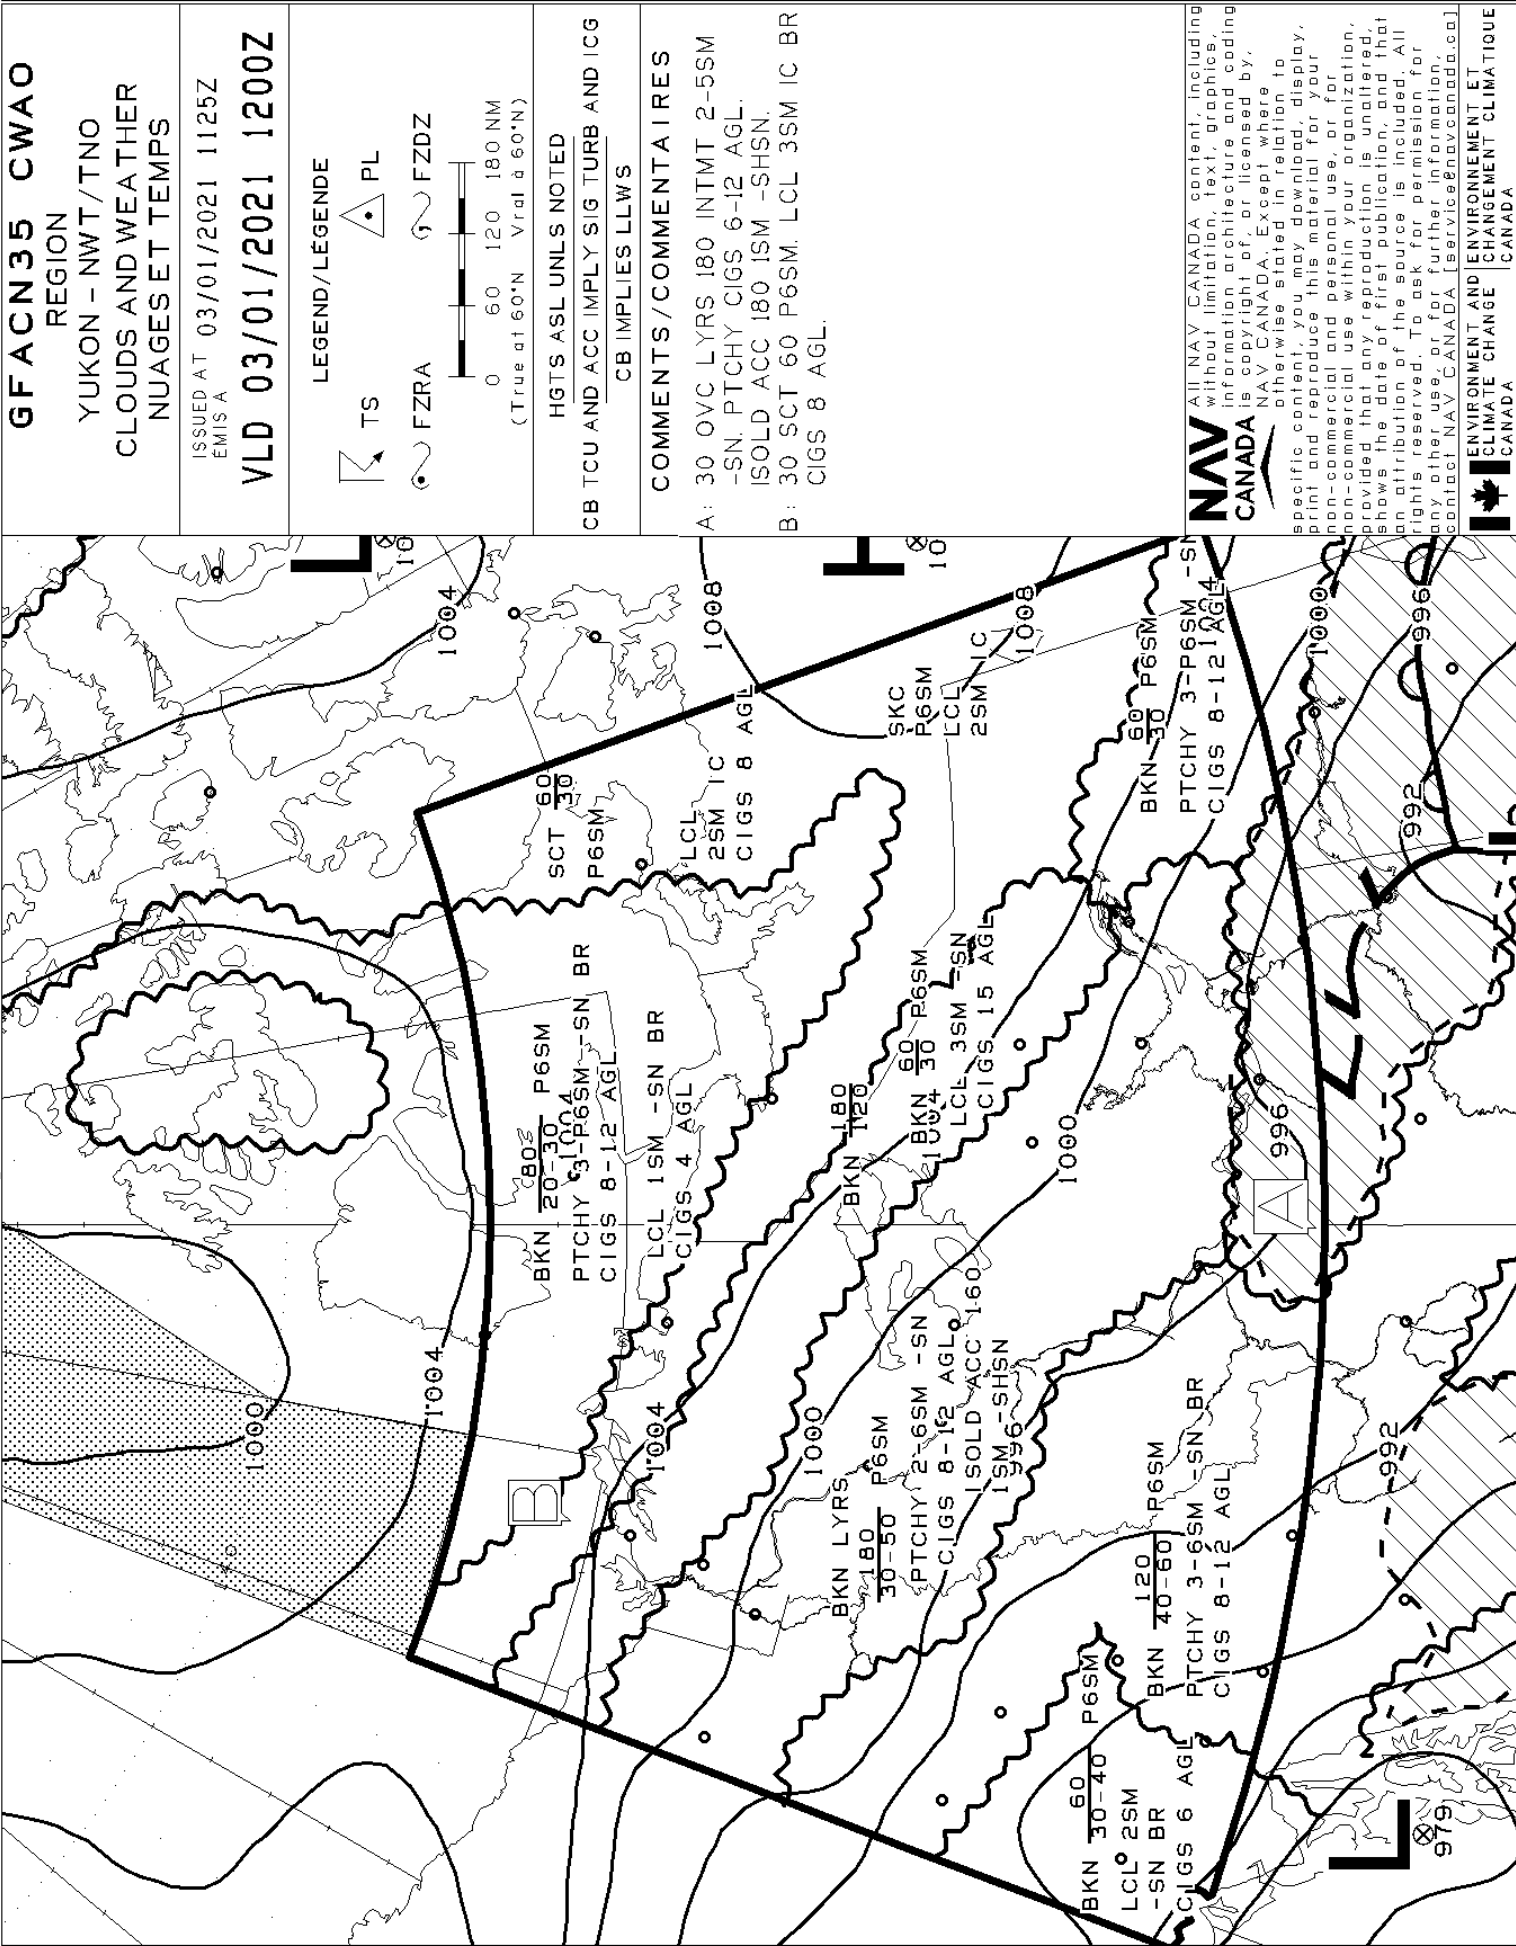 GFACN35 CWAO
REGION
YUKON - NWT/TNO
CLOUDS AND WEATHER
NUAGES ET TEMPS
ISSUED AT 03/01/2021 1125Z
ÉMIS A
VLD 03/01/2021 1200Z
LEGEND/LÉGENDE
TS
PL
FZRA
FZDZ
0 60 120 180 NM
(True at 60°N Vrai à 60°N)
HGTS ASL UNLS NOTED
CB TCU AND ACC IMPLY SIG TURB AND ICG
CB IMPLIES LLWS
COMMENTS/COMMENTAIRES
A: 30 OVC LYRS 180 INTMT 2-5SM
-SN. PTCHY CIGS 6-12 AGL.
ISOLD ACC 180 1SM -SHSN.
B: 30 SCT 60 P6SM. LCL 3SM IC BR
CIGS 8 AGL.
NAV
CANADA
All NAV CANADA content, including
without limitation, text, graphics,
information architecture and coding
is copyright of, or licensed by,
NAV CANADA. Except where
otherwise stated in relation to
specific content, you may download, display,
print and reproduce this material for your
non-commercial and personal use, or for
non-commercial use within your organization,
provided that any reproduction is unaltered,
shows the date of first publication, and that
an attribution of the source is included. All
rights reserved. To ask for permission for
any other use, or for further information,
contact NAV CANADA [service@navcanada.ca]
ENVIRONMENT AND
CLIMATE CHANGE
CANADA
ENVIRONNEMENT ET
CHANGEMENT CLIMATIQUE
CANADA
L
10
H
10
1004
1008
1008
1004
1000
996
992
SCT 60
30
P6SM
LCL
2SM IC
CIGS 8 AGL
SKC
P6SM
LCL
2SM IC
BKN 60
30 P6SM
PTCHY 3-P6SM -SN
CIGS 8-12 AGL
BKN 80
20-30 P6SM
1004
PTCHY 3-P6SM -SN BR
CIGS 8-12 AGL
LCL 1SM -SN BR
CIGS 4 AGL
BKN 180
120
BKN 60
30 P6SM
1004
LCL 3SM -SN
CIGS 15 AGL
1000
996
A
1000
1004
B
1004
1000
BKN LYRS
180
30-50 P6SM
PTCHY 2-6SM -SN
CIGS 8-12 AGL
ISOLD ACC 160
1SM -SHSN
996
BKN 120
40-60 P6SM
PTCHY 3-6SM -SN BR
CIGS 8-12 AGL
992
BKN 60
30-40 P6SM
LCL 2SM
-SN BR
CIGS 6 AGL
L
979